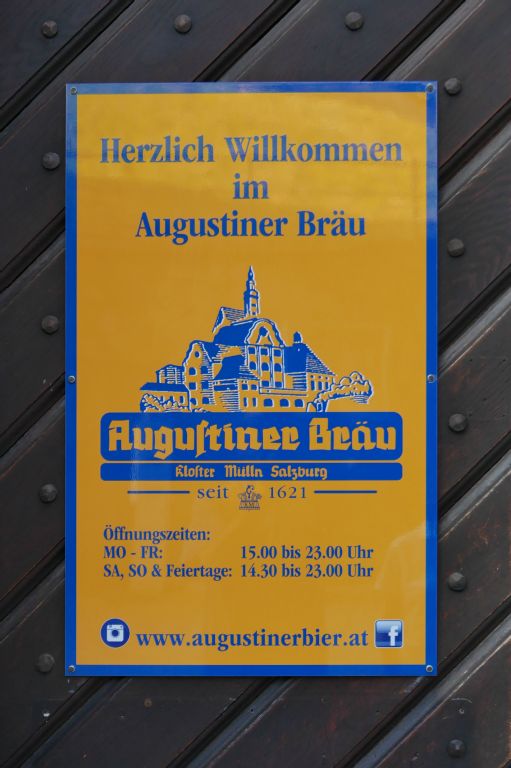 Herzlich Willkommen
im
Augustiner Bräu
Auguſtiner Bräu
Kloſter Mülln Salzburg
seit 1621
Öffnungszeiten:
MO - FR: 15.00 bis 23.00 Uhr
SA, SO & Feiertage: 14.30 bis 23.00 Uhr
www.augustinerbier.at f